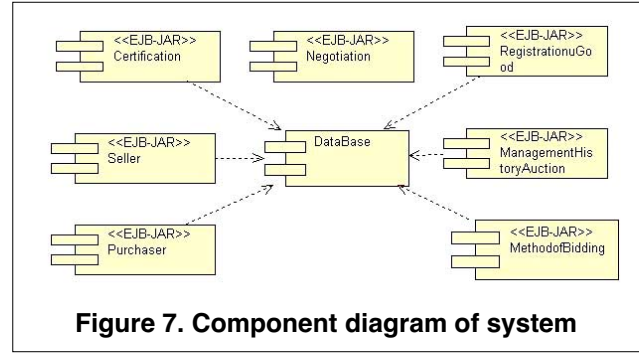 <<EJB-JAR>>
Certification
<<EJB-JAR>>
Negotiation
<<EJB-JAR>>
RegistrationuGo
od
<<EJB-JAR>>
Seller
DataBase
<<EJB-JAR>>
ManagementHis
toryAuction
<<EJB-JAR>>
Purchaser
<<EJB-JAR>>
MethodofBidding
Figure 7. Component diagram of system